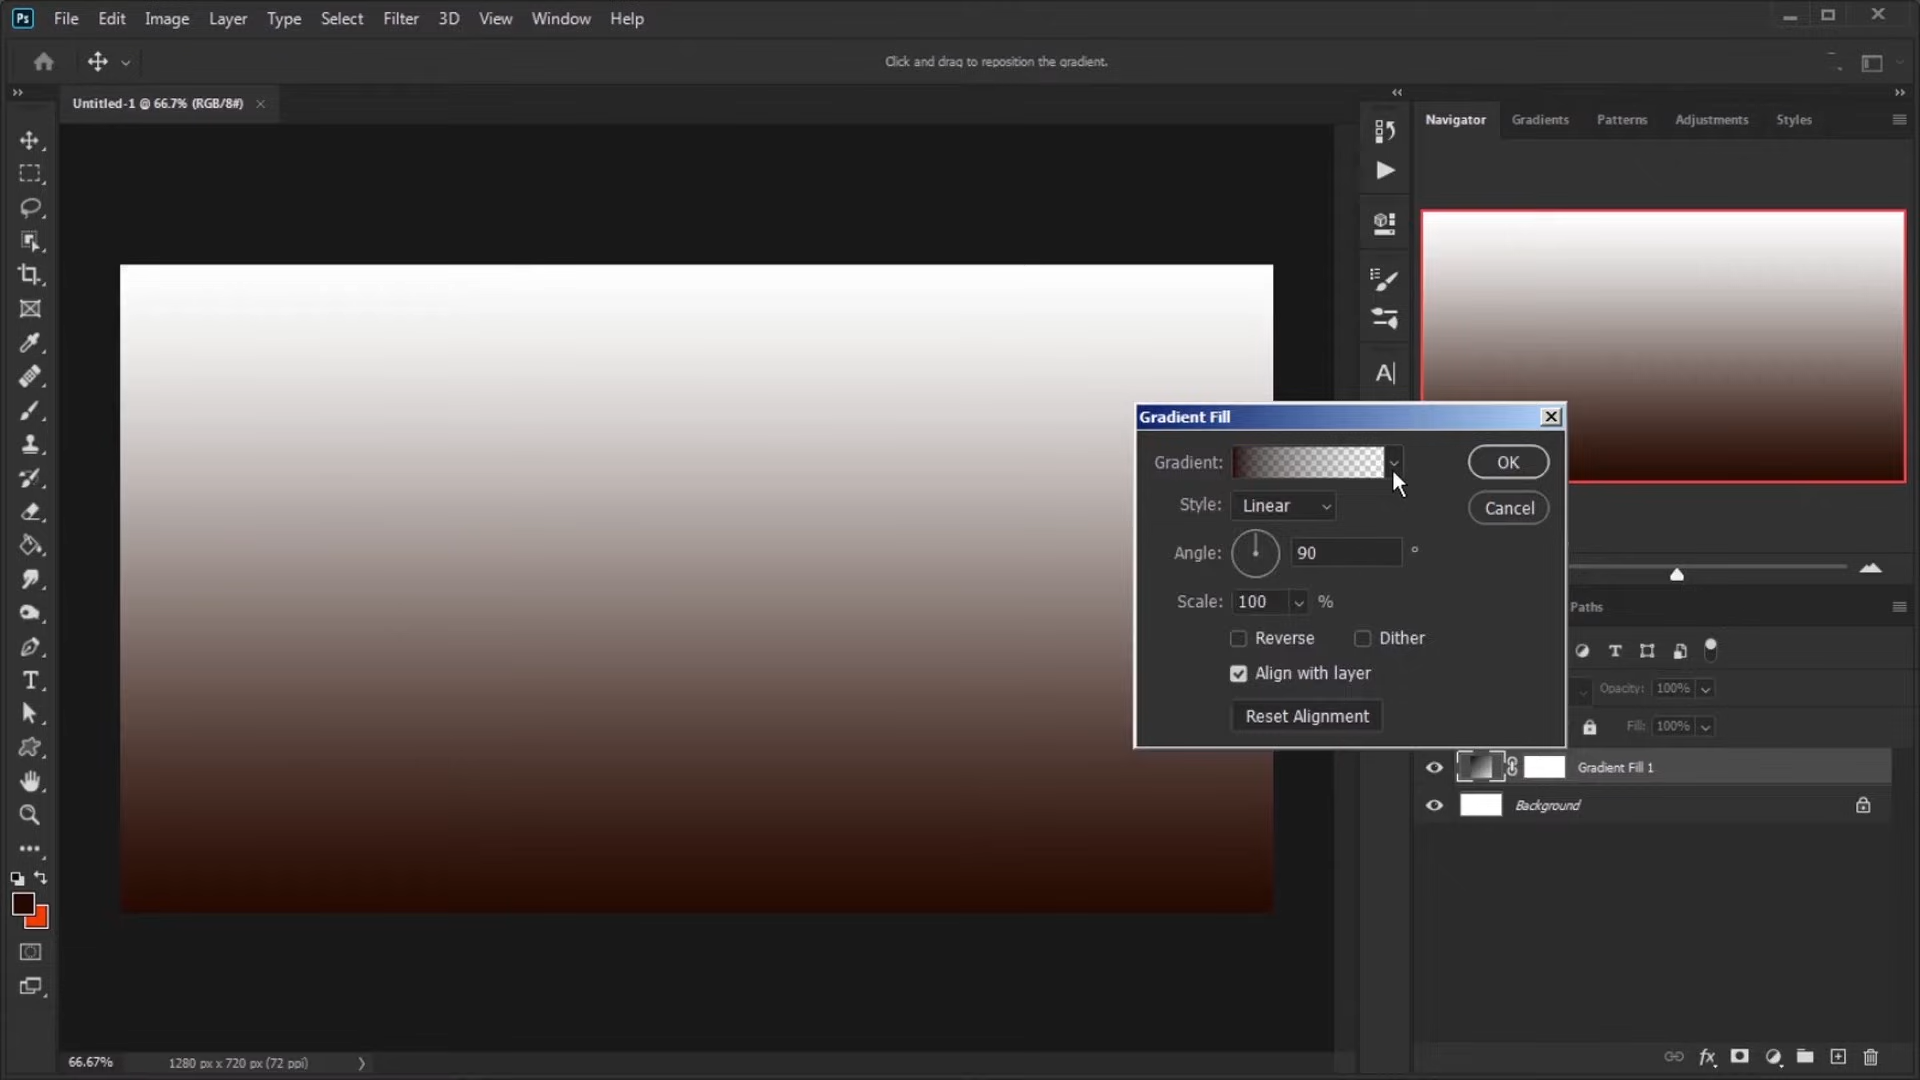 Ps File Edit Image Layer Type Select Filter 3D View Window Help
Click and drag to reposition the gradient.
Untitled-1 @ 66.7% (RGB/8#)
Navigator Gradients Patterns Adjustments Styles
A|
Gradient Fill
Gradient:
OK
Style: Linear
Cancel
Angle: 90 °
Scale: 100 %
Reverse Dither
Align with layer
Reset Alignment
Paths
T
Opacity: 100%
Fill: 100%
Gradient Fill 1
Background
T
fx
66.67% 1280 px x 720 px (72 ppi)